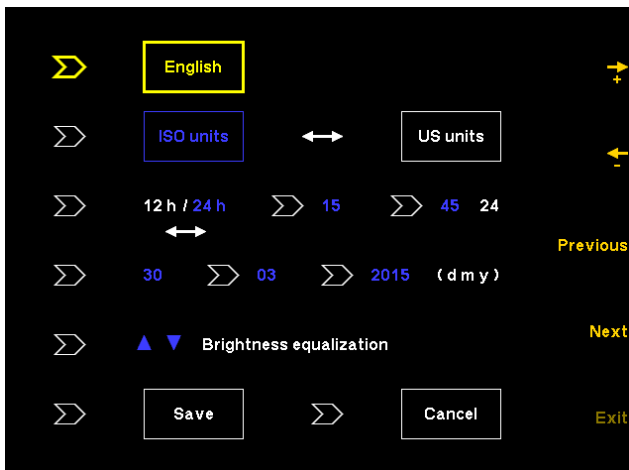 English
ISO units US units
12 h / 24 h 15 45 24
30 03 2015 (d m y)
Brightness equalization
Save Cancel
+
-
Previous
Next
Exit